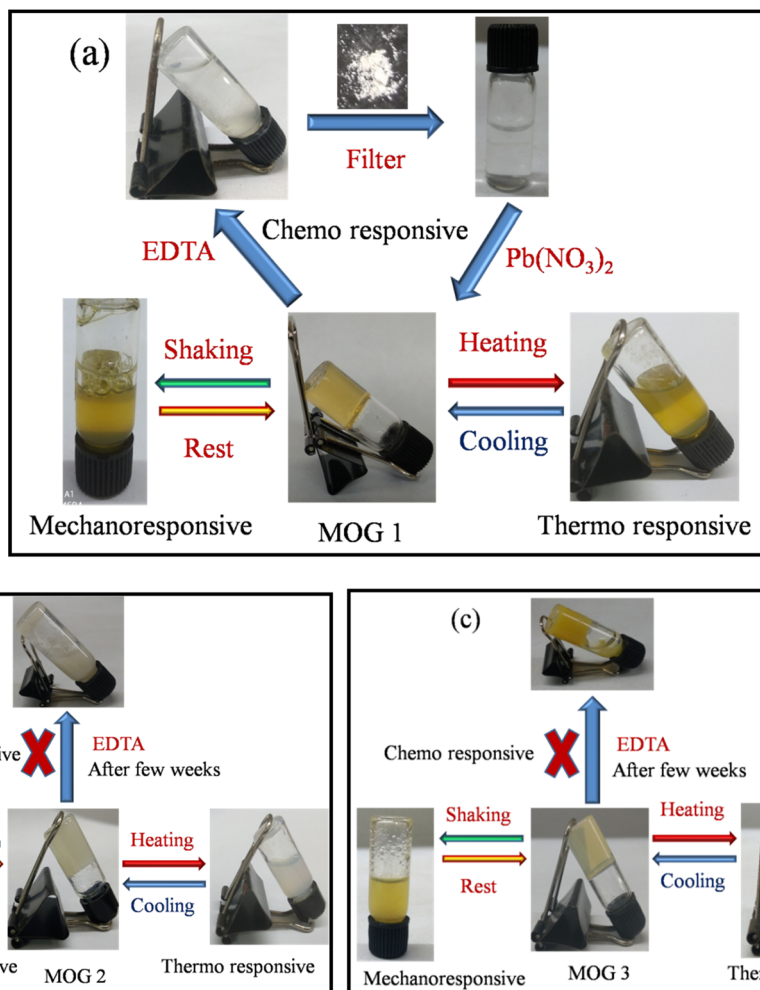 (a)
Filter
EDTA
Chemo responsive
Pb(NO₃)₂
Shaking
Heating
Rest
Cooling
A1
Mechanoresponsive
MOG 1
Thermo responsive
(c)
EDTA
After few weeks
Heating
Cooling
MOG 2
Thermo responsive
Chemo responsive
EDTA
After few weeks
Shaking
Heating
Rest
Cooling
Mechanoresponsive
MOG 3